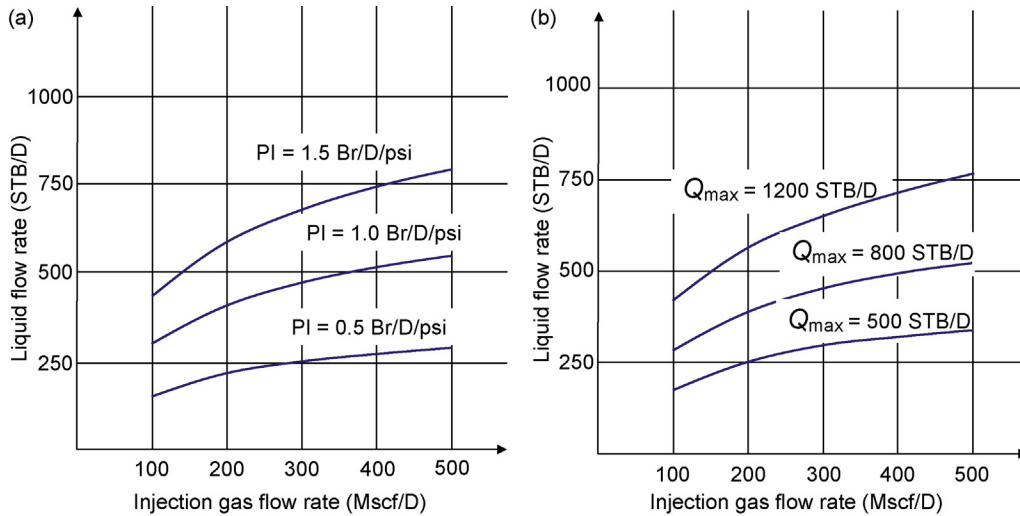 (a)
Liquid flow rate (STB/D)
1000
750
500
250
PI = 1.5 Br/D/psi
PI = 1.0 Br/D/psi
PI = 0.5 Br/D/psi
100 200 300 400 500
Injection gas flow rate (Mscf/D)
(b)
Liquid flow rate (STB/D)
1000
750
500
250
Qmax = 1200 STB/D
Qmax = 800 STB/D
Qmax = 500 STB/D
100 200 300 400 500
Injection gas flow rate (Mscf/D)